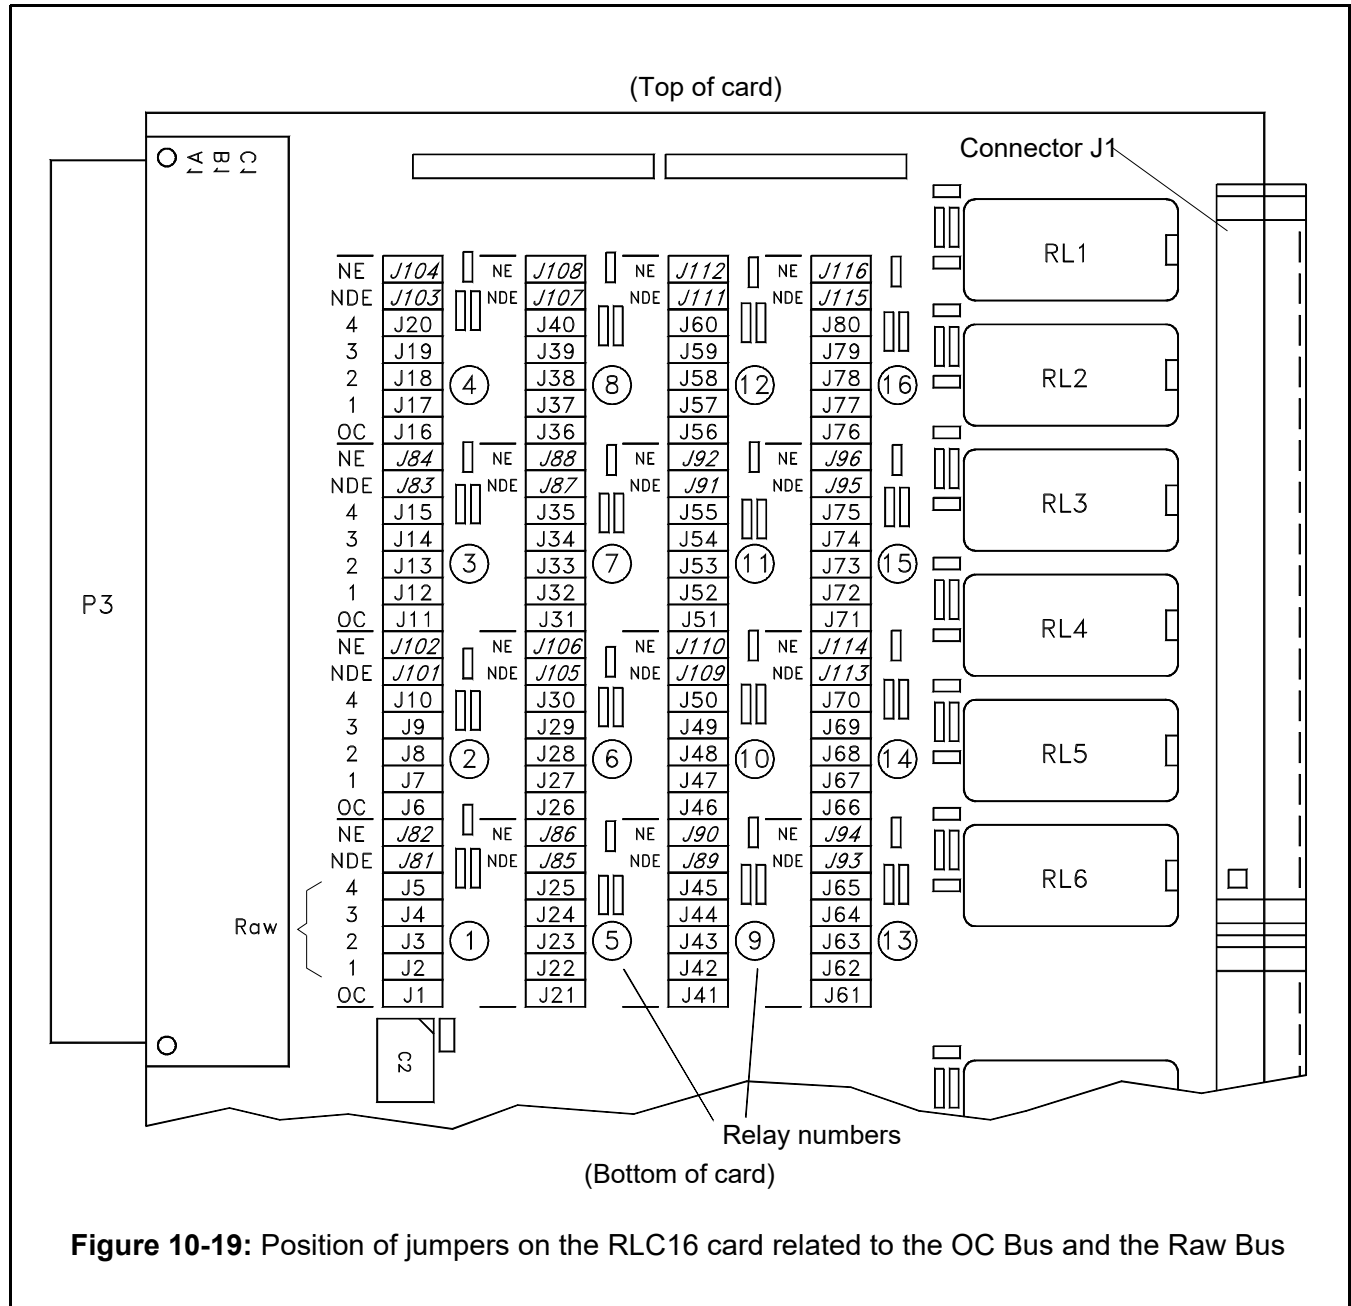 (Top of card)
A1 B1 C1
Connector J1
NE J104 NE J108 NE J112 NE J116
NDE J103 NDE J107 NDE J111 NDE J115
4 J20 J40 J60 J80
3 J19 J39 J59 J79
2 J18 4 J38 8 J58 12 J78 16
1 J17 J37 J57 J77
OC J16 J36 J56 J76
NE J84 NE J88 NE J92 NE J96
NDE J83 NDE J87 NDE J91 NDE J95
4 J15 J35 J55 J75
3 J14 J34 J54 J74
2 J13 3 J33 7 J53 11 J73 15
1 J12 J32 J52 J72
OC J11 J31 J51 J71
NE J102 NE J106 NE J110 NE J114
NDE J101 NDE J105 NDE J109 NDE J113
4 J10 J30 J50 J70
3 J9 J29 J49 J69
2 J8 2 J28 6 J48 10 J68 14
1 J7 J27 J47 J67
OC J6 J26 J46 J66
NE J82 NE J86 NE J90 NE J94
NDE J81 NDE J85 NDE J89 NDE J93
4 J5 J25 J45 J65
3 J4 J24 J44 J64
2 J3 1 J23 5 J43 9 J63 13
1 J2 J22 J42 J62
OC J1 J21 J41 J61
P3
Raw
C2
RL1
RL2
RL3
RL4
RL5
RL6
Relay numbers
(Bottom of card)
Figure 10-19: Position of jumpers on the RLC16 card related to the OC Bus and the Raw Bus